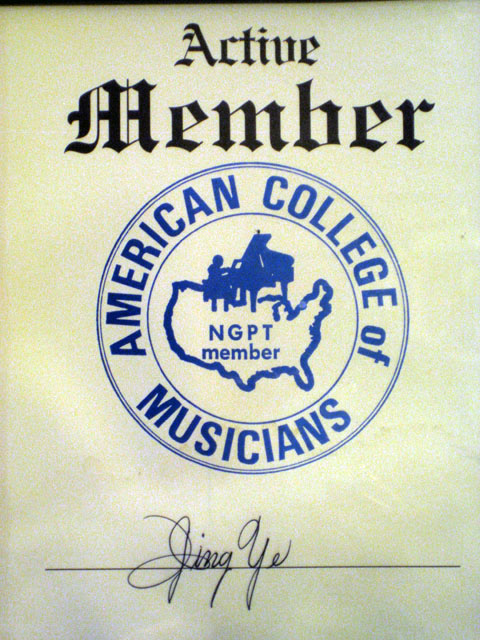 Active
Member
AMERICAN COLLEGE of
NGPT
member
MUSICIANS
Jing Ye